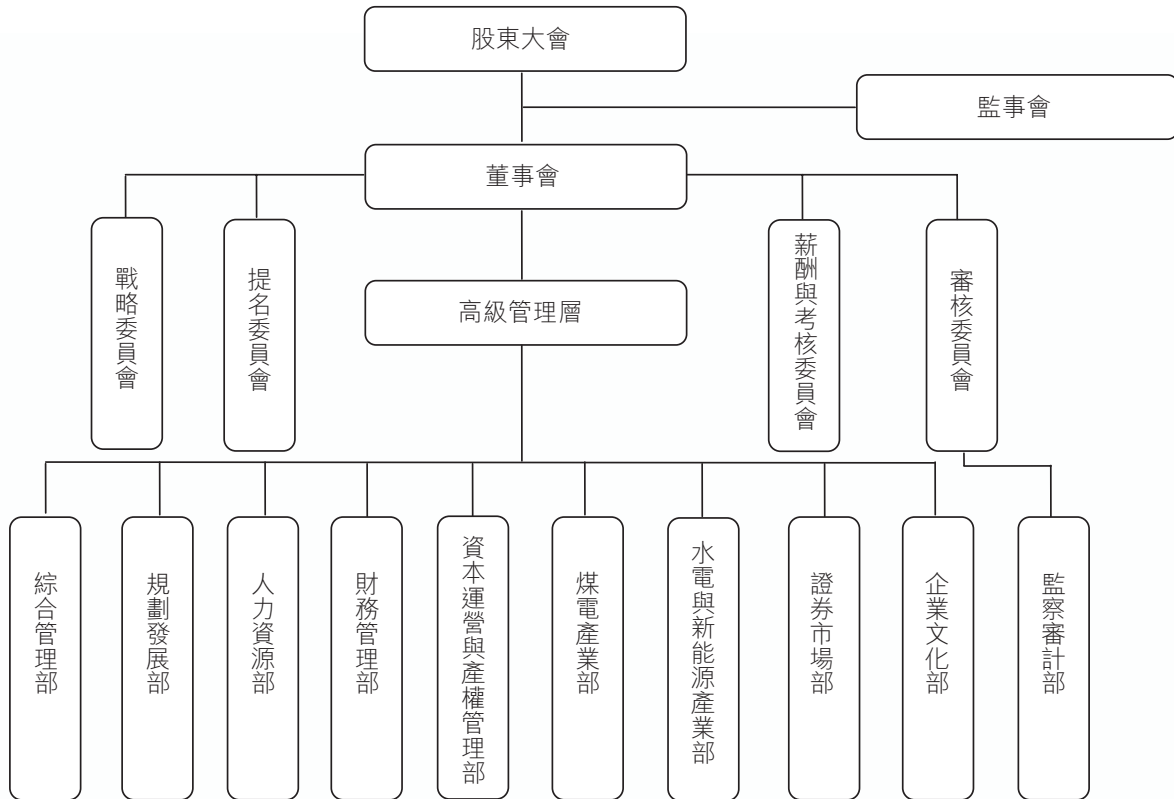 股東大會
監事會
董事會
戰略委員會
提名委員會
高級管理層
薪酬與考核委員會
審核委員會
綜合管理部
規劃發展部
人力資源部
財務管理部
資本運營與產權管理部
煤電產業部
水電與新能源產業部
證券市場部
企業文化部
監察審計部